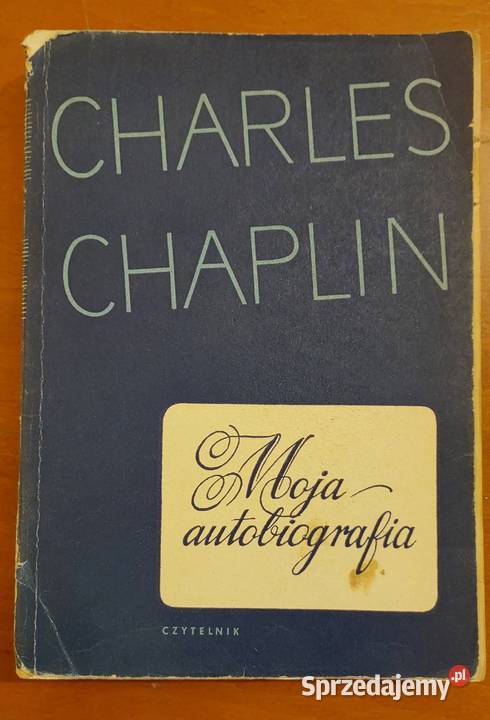 CHARLES
CHAPLIN
Moja
autobiografia
CZYTELNIK
Sprzedajemy.pl